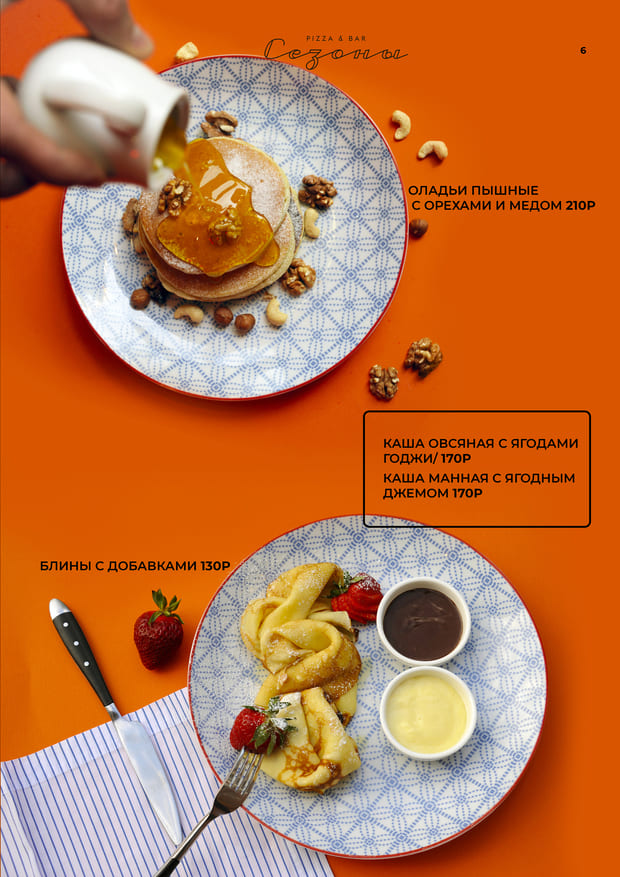 PIZZA & BAR
Сезоны
6
ОЛАДЬИ ПЫШНЫЕ
С ОРЕХАМИ И МЕДОМ 210Р
КАША ОВСЯНАЯ С ЯГОДАМИ
ГОДЖИ/ 170Р
КАША МАННАЯ С ЯГОДНЫМ
ДЖЕМОМ 170Р
БЛИНЫ С ДОБАВКАМИ 130Р